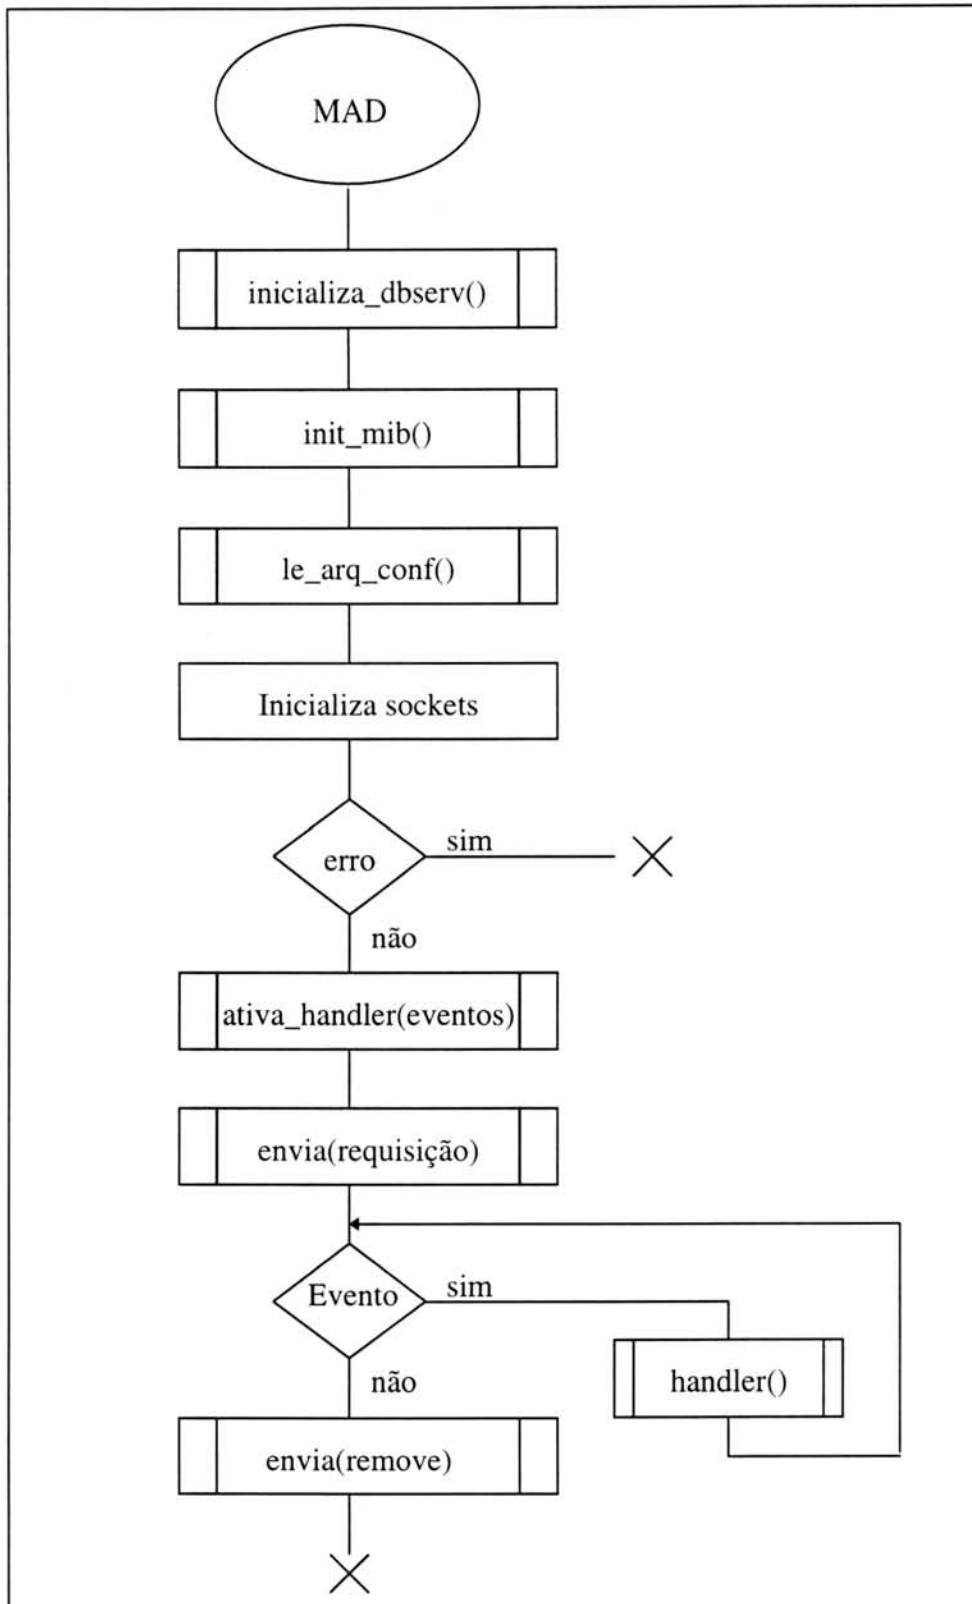 MAD
inicializa_dbserv()
init_mib()
le_arq_conf()
Inicializa sockets
erro
sim
não
ativa_handler(eventos)
envia(requisição)
Evento
sim
não
handler()
envia(remove)